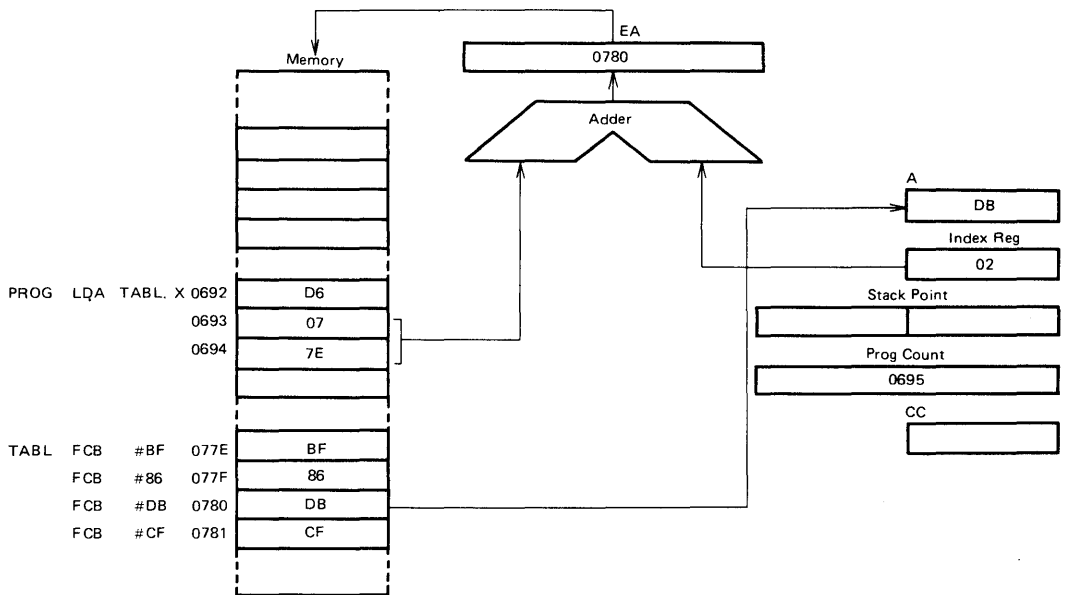 EA
0780
Memory
Adder
A
DB
Index Reg
02
PROG LDA TABL, X 0692 D6
Stack Point
0693 07
0694 7E
Prog Count
0695
CC
TABL FCB #BF 077E BF
FCB #86 077F 86
FCB #DB 0780 DB
FCB #CF 0781 CF